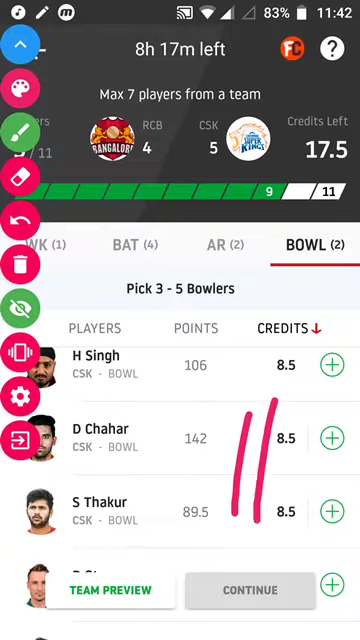 83% 11:42
8h 17m left
FC ?
Max 7 players from a team
RCB CSK Credits Left
/ 11 BANGALORE 4 5 SUPER KINGS 17.5
9 11
WK (1) BAT (4) AR (2) BOWL (2)
Pick 3 - 5 Bowlers
PLAYERS POINTS CREDITS
H Singh
CSK - BOWL 106 8.5
D Chahar
CSK - BOWL 142 8.5
S Thakur
CSK - BOWL 89.5 8.5
TEAM PREVIEW CONTINUE